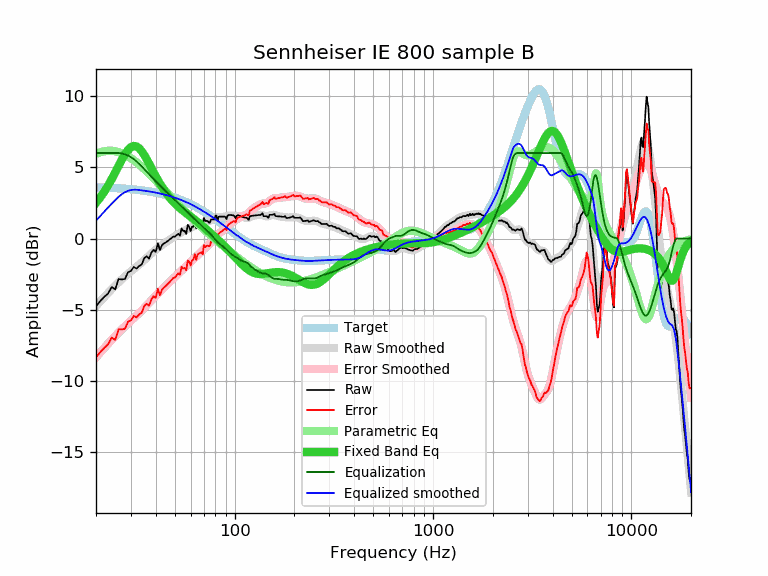 Sennheiser IE 800 sample B
10
5
0
−5
−10
−15
Amplitude (dBr)
Target
Raw Smoothed
Error Smoothed
Raw
Error
Parametric Eq
Fixed Band Eq
Equalization
Equalized smoothed
100
1000
10000
Frequency (Hz)